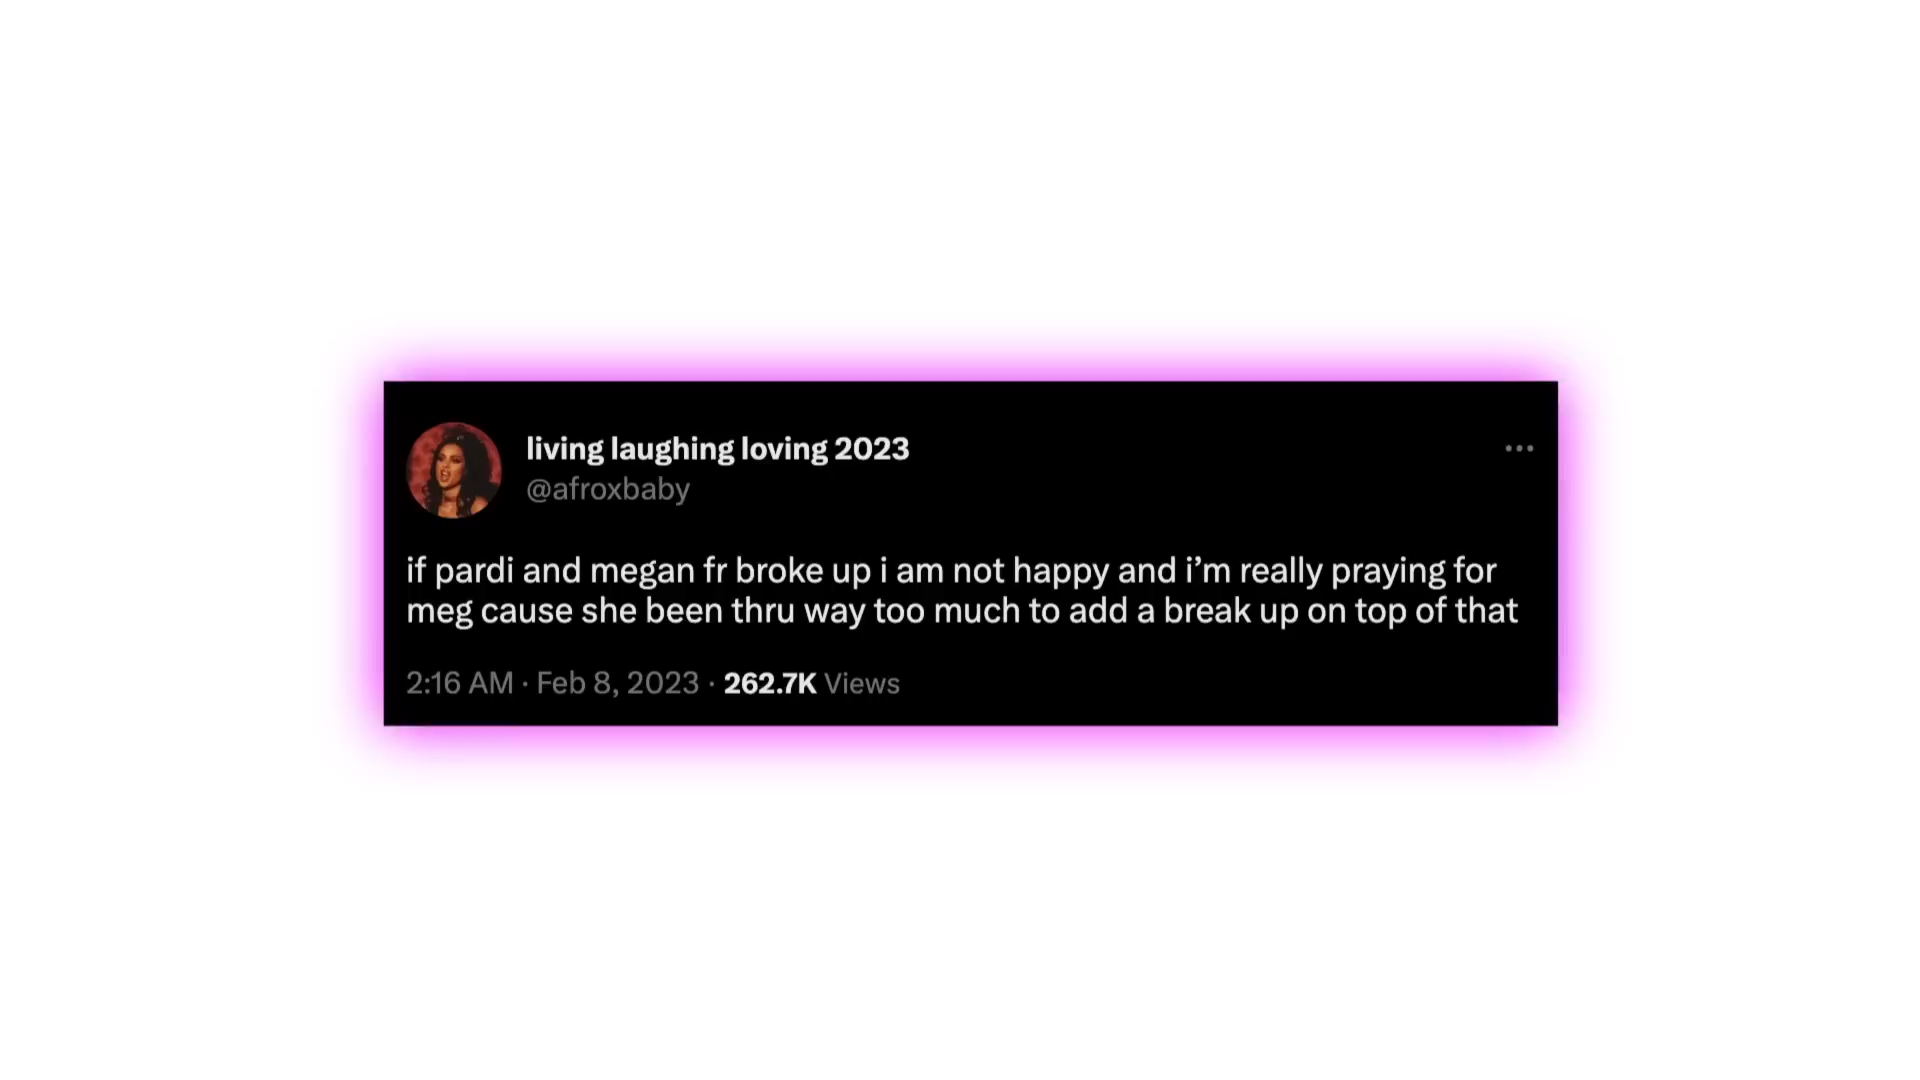 living laughing loving 2023
@afroxbaby
if pardi and megan fr broke up i am not happy and i’m really praying for
meg cause she been thru way too much to add a break up on top of that
2:16 AM · Feb 8, 2023 · 262.7K Views